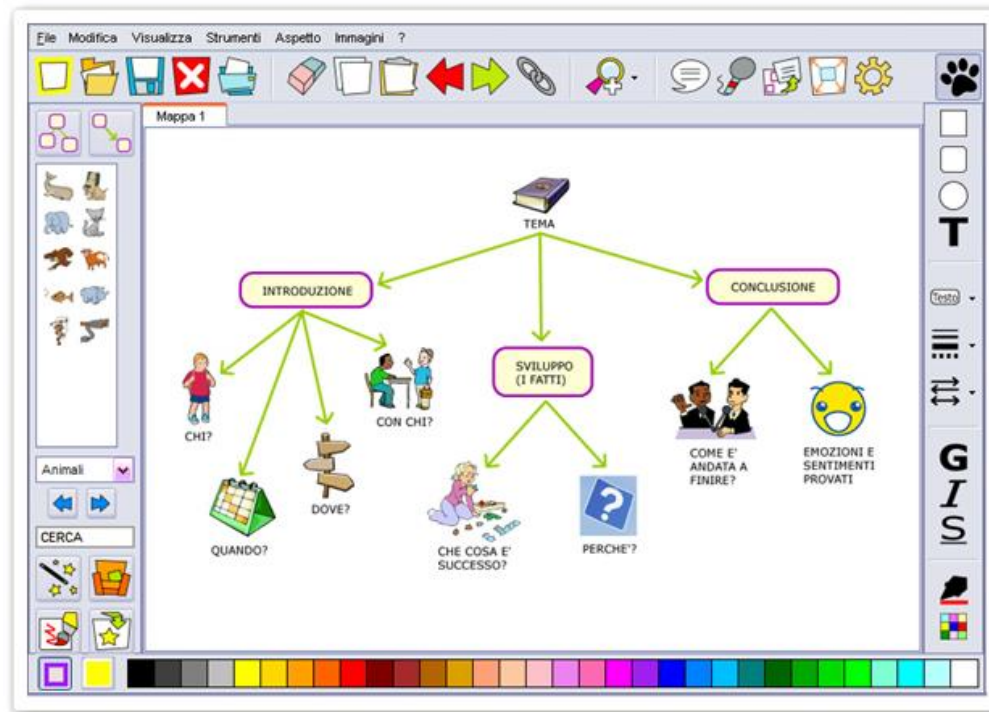 File Modifica Visualizza Strumenti Aspetto Immagini ?
Mappa 1
TEMA
INTRODUZIONE
CONCLUSIONE
SVILUPPO
(I FATTI)
CHI?
CON CHI?
DOVE?
QUANDO?
CHE COSA E'
SUCCESSO?
PERCHE'?
COME E'
ANDATA A
FINIRE?
EMOZIONI E
SENTIMENTI
PROVATI
Animali
CERCA
T
Testo
G
I
S